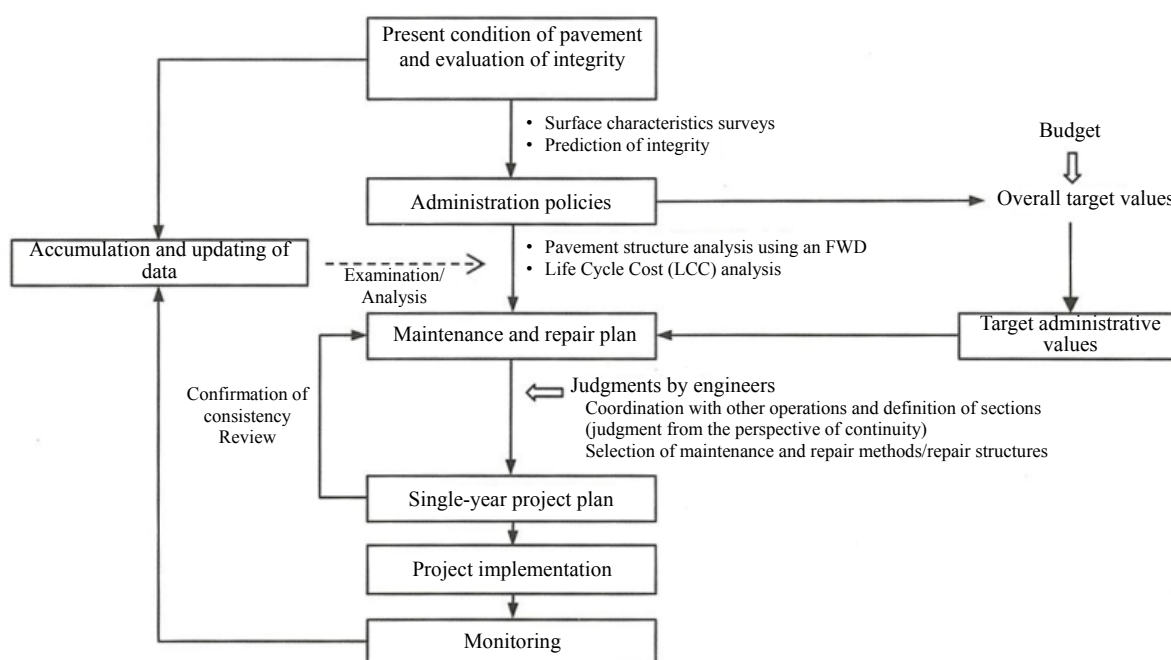 Present condition of pavement
and evaluation of integrity
• Surface characteristics surveys
• Prediction of integrity
Budget
Administration policies
Overall target values
Accumulation and updating of
data
• Pavement structure analysis using an FWD
• Life Cycle Cost (LCC) analysis
Examination/
Analysis
Maintenance and repair plan
Target administrative
values
Confirmation of
consistency
Review
Judgments by engineers
Coordination with other operations and definition of sections
(judgment from the perspective of continuity)
Selection of maintenance and repair methods/repair structures
Single-year project plan
Project implementation
Monitoring